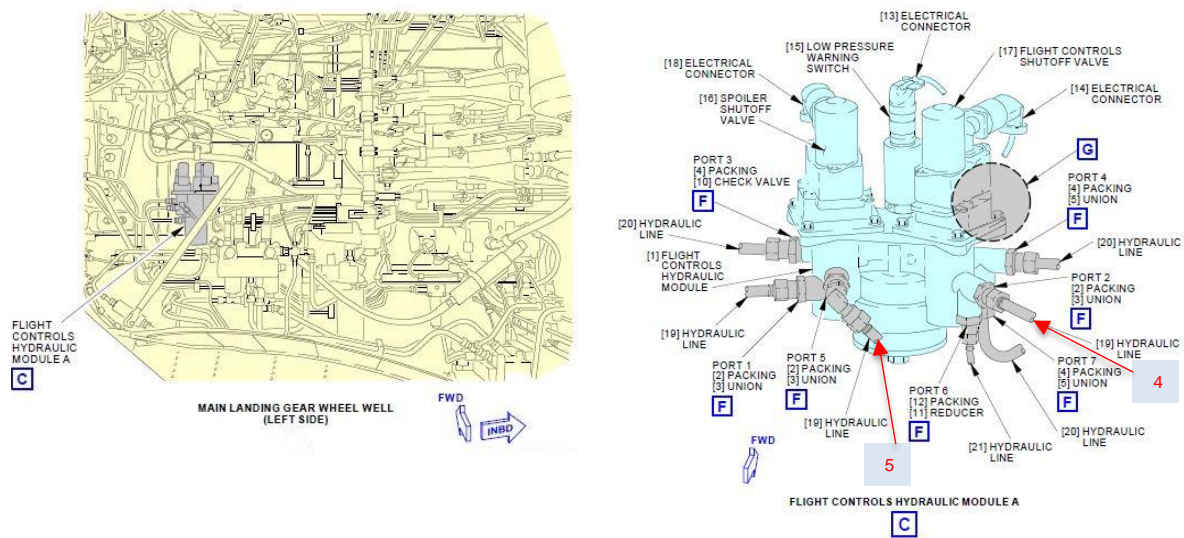 FLIGHT
CONTROLS
HYDRAULIC
MODULE A
C
MAIN LANDING GEAR WHEEL WELL
(LEFT SIDE)
FWD
INBD
[13] ELECTRICAL
CONNECTOR
[15] LOW PRESSURE
WARNING
SWITCH
[17] FLIGHT CONTROLS
SHUTOFF VALVE
[18] ELECTRICAL
CONNECTOR
[14] ELECTRICAL
CONNECTOR
[16] SPOILER
SHUTOFF
VALVE
G
PORT 3
[4] PACKING
[10] CHECK VALVE
F
PORT 4
[4] PACKING
[5] UNION
F
[20] HYDRAULIC
LINE
[20] HYDRAULIC
LINE
[1] FLIGHT
CONTROLS
HYDRAULIC
MODULE
PORT 2
[2] PACKING
[3] UNION
F
[19] HYDRAULIC
LINE
[19] HYDRAULIC
LINE
PORT 1
[2] PACKING
[3] UNION
F
PORT 5
[2] PACKING
[3] UNION
F
PORT 7
[4] PACKING
[5] UNION
F
4
PORT 6
[12] PACKING
[11] REDUCER
F
[19] HYDRAULIC
LINE
[20] HYDRAULIC
LINE
[21] HYDRAULIC
LINE
5
FWD
FLIGHT CONTROLS HYDRAULIC MODULE A
C